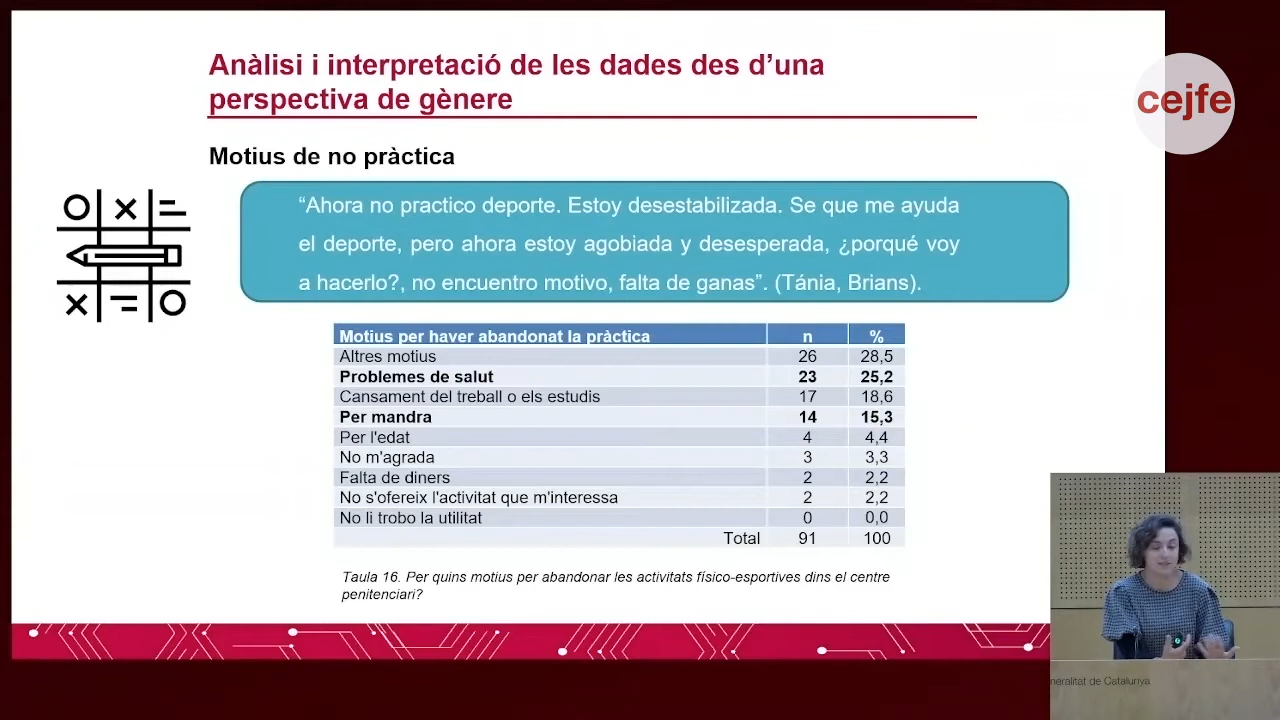 Anàlisi i interpretació de les dades des d’una
perspectiva de gènere
cejfe
Motius de no pràctica
“Ahora no practico deporte. Estoy desestabilizada. Se que me ayuda
el deporte, pero ahora estoy agobiada y desesperada, ¿porqué voy
a hacerlo?, no encuentro motivo, falta de ganas”. (Tánia, Brians).
Motius per haver abandonat la pràctica n %
Altres motius 26 28,5
Problemes de salut 23 25,2
Cansament del treball o els estudis 17 18,6
Per mandra 14 15,3
Per l'edat 4 4,4
No m'agrada 3 3,3
Falta de diners 2 2,2
No s'ofereix l'activitat que m'interessa 2 2,2
No li trobo la utilitat 0 0,0
Total 91 100
Taula 16. Per quins motius per abandonar les activitats físico-esportives dins el centre
penitenciari?
neralitat de Catalunya